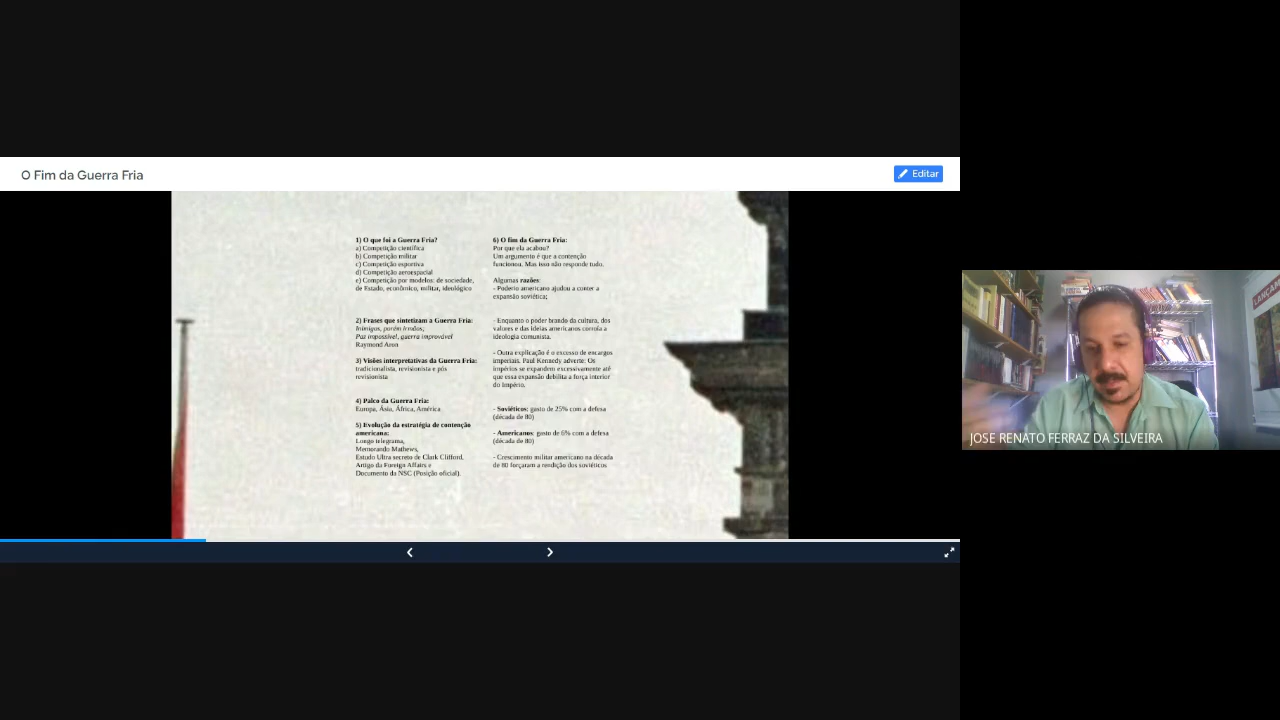 O Fim da Guerra Fria
Editar
1) O que foi a Guerra Fria?
a) Competição científica
b) Competição militar
c) Competição esportiva
d) Competição aeroespacial
e) Competição por modelos: de sociedade,
de Estado, econômico, militar, ideológico
2) Frases que sintetizam a Guerra Fria:
Inimigos, porém irmãos;
Paz impossível, guerra improvável
Raymond Aron
3) Visões interpretativas da Guerra Fria:
tradicionalista, revisionista e pós
revisionista
4) Palco da Guerra Fria:
Europa, Ásia, África, América
5) Evolução da estratégia de contenção
americana:
Longo telegrama,
Memorando Mathews,
Estudo Ultra secreto de Clark Clifford,
Artigo da Foreign Affairs e
Documento da NSC (Posição oficial).
6) O fim da Guerra Fria:
Por que ela acabou?
Um argumento é que a contenção
funcionou. Mas isso não responde tudo.
Algumas razões:
- Poderio americano ajudou a conter a
expansão soviética;
- Enquanto o poder brando da cultura, dos
valores e das ideias americanos corroía a
ideologia comunista.
- Outra explicação é o excesso de encargos
imperiais. Paul Kennedy adverte: Os
impérios se expandem excessivamente até
que essa expansão debilita a força interior
do Império.
- Soviéticos: gasto de 25% com a defesa
(década de 80)
- Americanos: gasto de 6% com a defesa
(década de 80)
- Crescimento militar americano na década
de 80 forçaram a rendição dos soviéticos
JOSE RENATO FERRAZ DA SILVEIRA